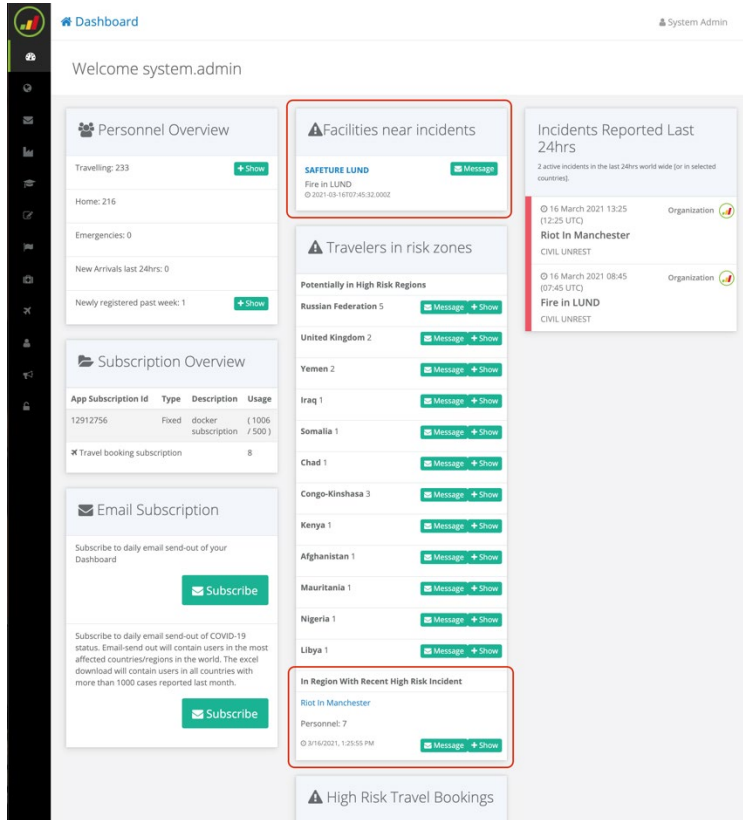 Dashboard
System Admin
Welcome system.admin
Personnel Overview
Travelling: 233
Show
Home: 216
Emergencies: 0
New Arrivals last 24hrs: 0
Newly registered past week: 1
Show
Subscription Overview
App Subscription Id Type Description Usage
12912756 Fixed docker ( 1006
subscription / 500 )
Travel booking subscription 8
Email Subscription
Subscribe to daily email send-out of your
Dashboard
Subscribe
Subscribe to daily email send-out of COVID-19
status. Email-send out will contain users in the most
affected countries/regions in the world. The excel
download will contain users in all countries with
more than 1000 cases reported last month.
Subscribe
Facilities near incidents
SAFETURE LUND
Message
Fire in LUND
2021-03-16T07:45:32.000Z
Travelers in risk zones
Potentially in High Risk Regions
Russian Federation 5 Message Show
United Kingdom 2 Message Show
Yemen 2 Message Show
Iraq 1 Message Show
Somalia 1 Message Show
Chad 1 Message Show
Congo-Kinshasa 3 Message Show
Kenya 1 Message Show
Afghanistan 1 Message Show
Mauritania 1 Message Show
Nigeria 1 Message Show
Libya 1 Message Show
In Region With Recent High Risk Incident
Riot In Manchester
Personnel: 7
3/16/2021, 1:25:55 PM Message Show
High Risk Travel Bookings
Incidents Reported Last
24hrs
2 active incidents in the last 24hrs world wide [or in selected
countries].
16 March 2021 13:25 Organization
(12:25 UTC)
Riot In Manchester
CIVIL UNREST
16 March 2021 08:45 Organization
(07:45 UTC)
Fire in LUND
CIVIL UNREST